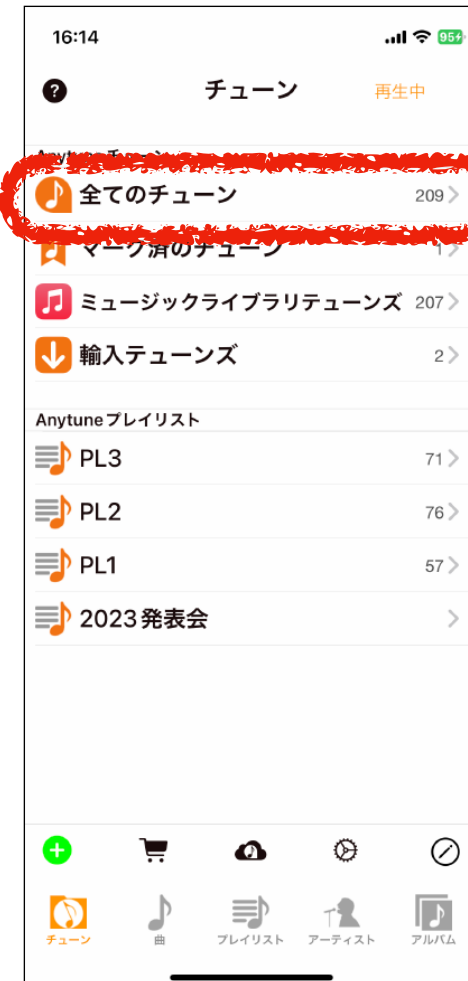 16:14
95
チューン
再生中
全てのチューン 209
マーク済のチューン 1
ミュージックライブラリテューンズ 207
輸入テューンズ 2
Anytuneプレイリスト
PL3 71
PL2 76
PL1 57
2023発表会
チューン
曲
プレイリスト
アーティスト
アルバム